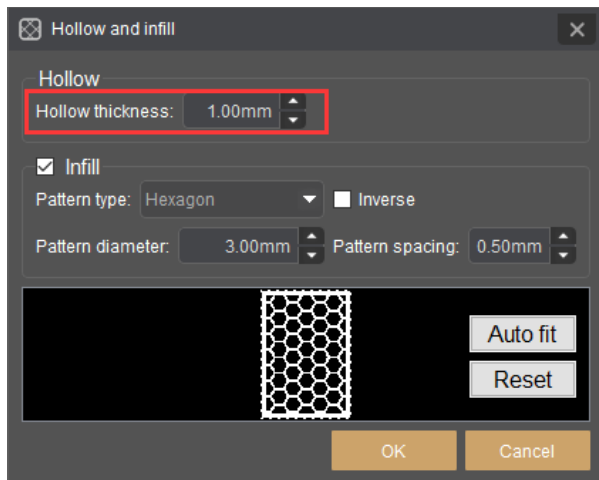 Hollow and infill
Hollow
Hollow thickness: 1.00mm
Infill
Pattern type: Hexagon Inverse
Pattern diameter: 3.00mm Pattern spacing: 0.50mm
Auto fit
Reset
OK Cancel